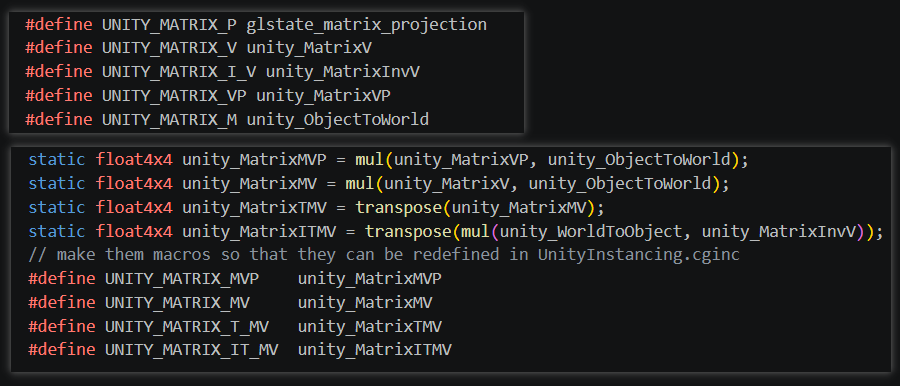 #define UNITY_MATRIX_P glstate_matrix_projection
#define UNITY_MATRIX_V unity_MatrixV
#define UNITY_MATRIX_I_V unity_MatrixInvV
#define UNITY_MATRIX_VP unity_MatrixVP
#define UNITY_MATRIX_M unity_ObjectToWorld
static float4x4 unity_MatrixMVP = mul(unity_MatrixVP, unity_ObjectToWorld);
static float4x4 unity_MatrixMV = mul(unity_MatrixV, unity_ObjectToWorld);
static float4x4 unity_MatrixTMV = transpose(unity_MatrixMV);
static float4x4 unity_MatrixITMV = transpose(mul(unity_WorldToObject, unity_MatrixInvV));
// make them macros so that they can be redefined in UnityInstancing.cginc
#define UNITY_MATRIX_MVP    unity_MatrixMVP
#define UNITY_MATRIX_MV     unity_MatrixMV
#define UNITY_MATRIX_T_MV   unity_MatrixTMV
#define UNITY_MATRIX_IT_MV  unity_MatrixITMV